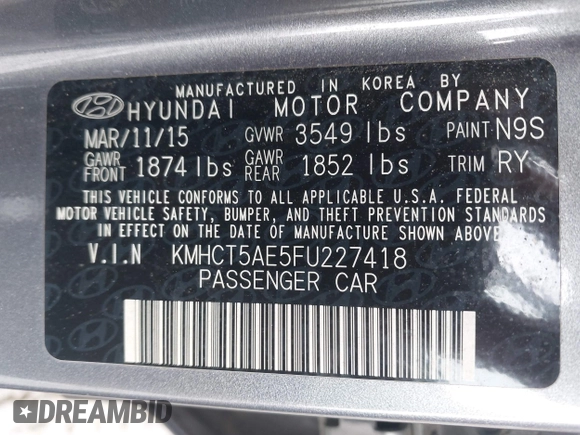 MANUFACTURED IN KOREA BY
HYUNDAI MOTOR COMPANY
MAR/11/15 GVWR 3549 lbs PAINT N9S
GAWR FRONT 1874 lbs GAWR REAR 1852 lbs TRIM RY
THIS VEHICLE CONFORMS TO ALL APPLICABLE U.S.A. FEDERAL
MOTOR VEHICLE SAFETY, BUMPER, AND THEFT PREVENTION STANDARDS
IN EFFECT ON THE DATE OF MANUFACTURE SHOWN ABOVE.
V.I.N KMHCT5AE5FU227418
PASSENGER CAR
DREAMBID